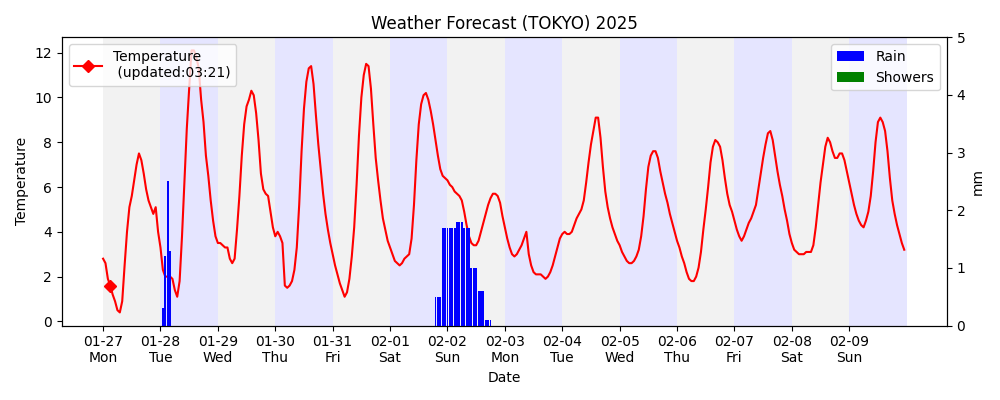 Weather Forecast (TOKYO) 2025
Temperature
(updated:03:21)
Rain
Showers
Temperature
12
10
8
6
4
2
0
5
4
3
2
1
0
mm
01-27 01-28 01-29 01-30 01-31 02-01 02-02 02-03 02-04 02-05 02-06 02-07 02-08 02-09
Mon Tue Wed Thu Fri Sat Sun Mon Tue Wed Thu Fri Sat Sun
Date